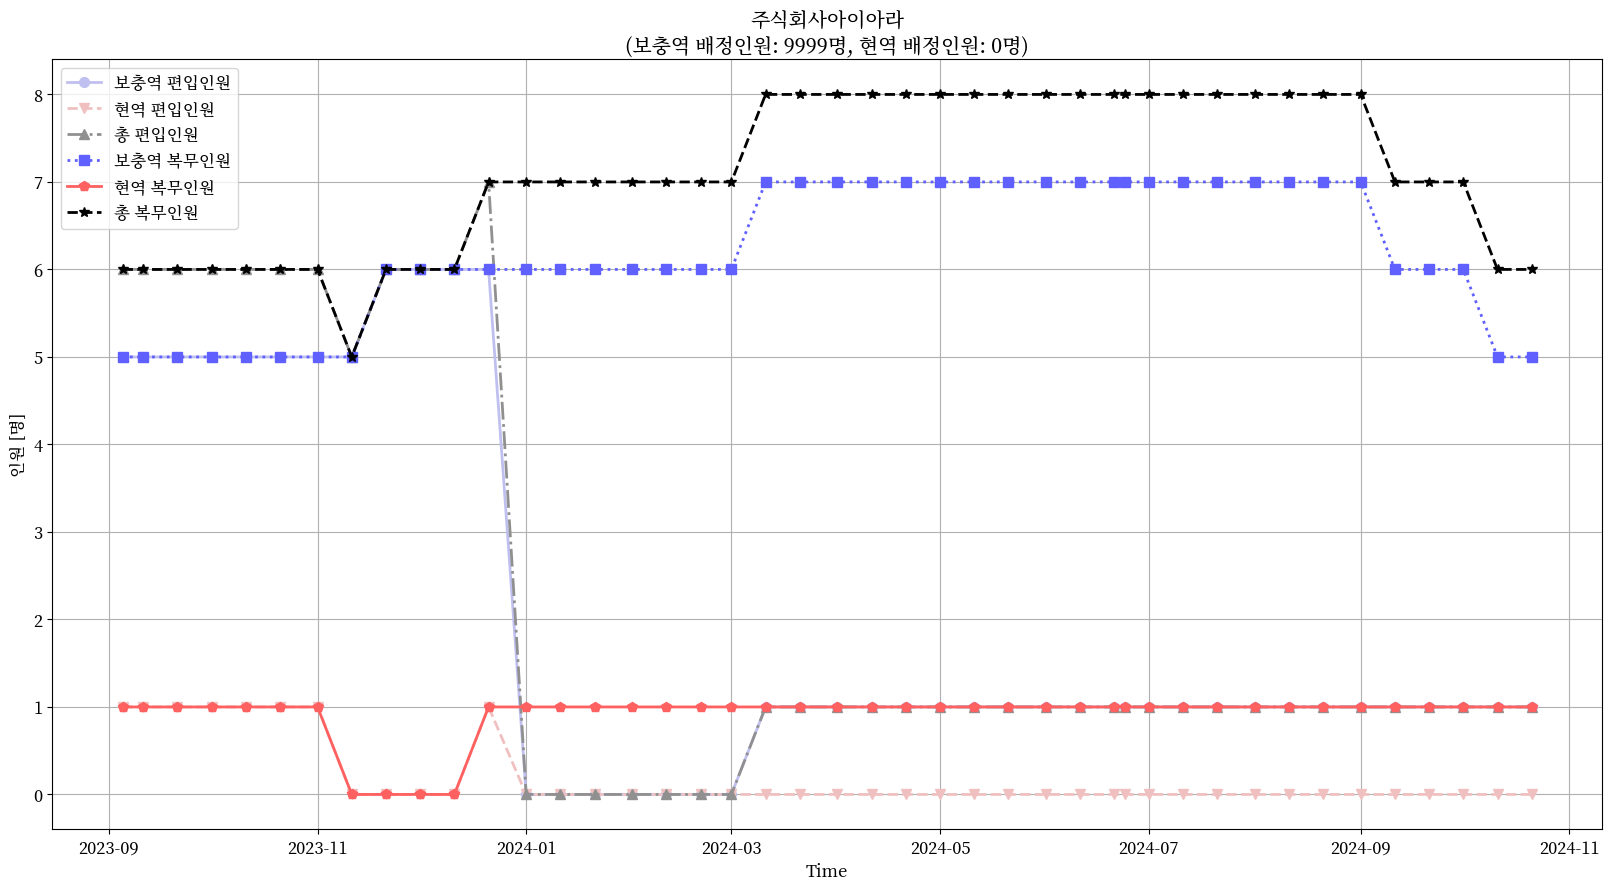 주식회사아이아라
(보충역 배정인원: 9999명, 현역 배정인원: 0명)
보충역 편입인원
현역 편입인원
총 편입인원
보충역 복무인원
현역 복무인원
총 복무인원
8
7
6
5
4
3
2
1
0
인원 [명]
2023-09
2023-11
2024-01
2024-03
2024-05
2024-07
2024-09
2024-11
Time